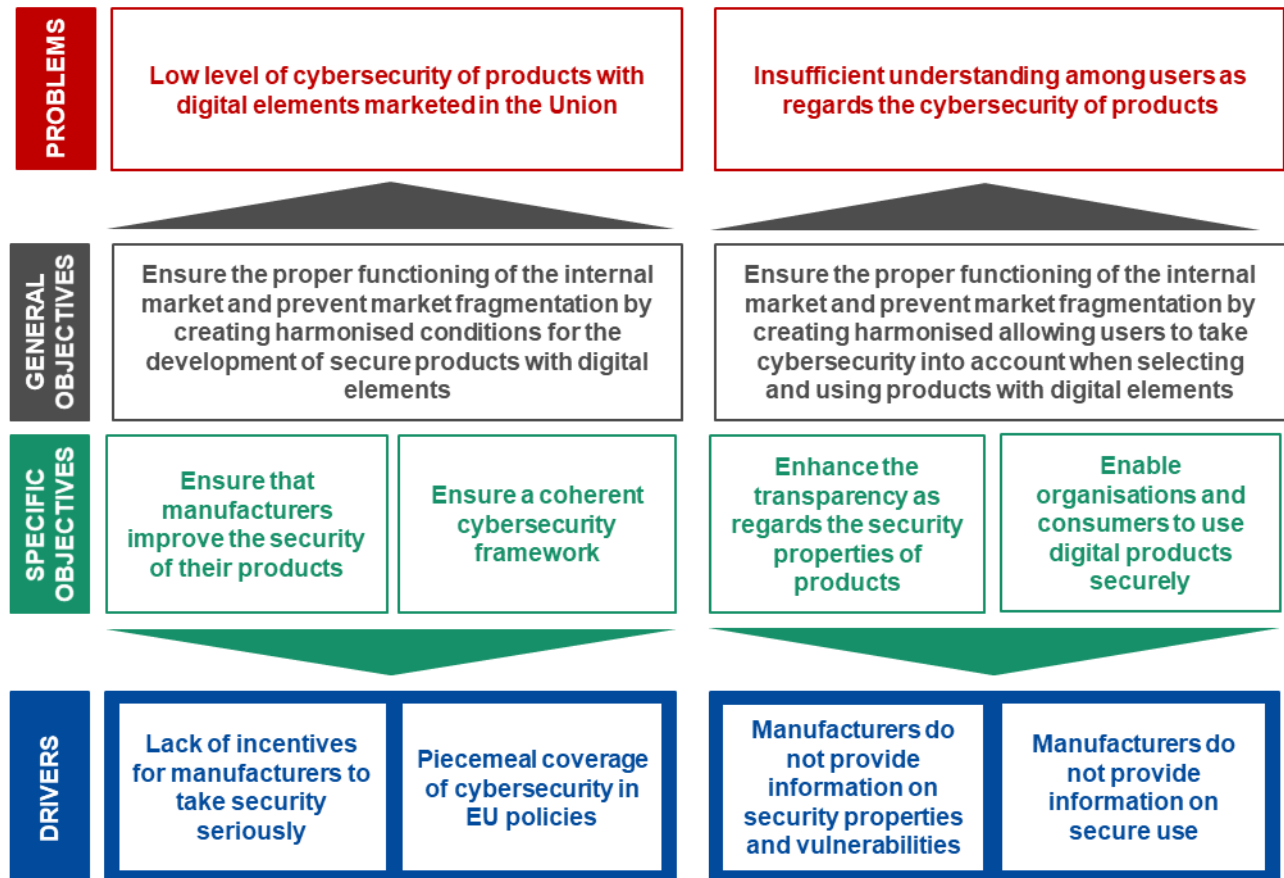 PROBLEMS
Low level of cybersecurity of products with
digital elements marketed in the Union
Insufficient understanding among users as
regards the cybersecurity of products
GENERAL
OBJECTIVES
Ensure the proper functioning of the internal
market and prevent market fragmentation by
creating harmonised conditions for the
development of secure products with digital
elements
Ensure the proper functioning of the internal
market and prevent market fragmentation by
creating harmonised allowing users to take
cybersecurity into account when selecting
and using products with digital elements
SPECIFIC
OBJECTIVES
Ensure that
manufacturers
improve the security
of their products
Ensure a coherent
cybersecurity
framework
Enhance the
transparency as
regards the security
properties of
products
Enable
organisations and
consumers to use
digital products
securely
DRIVERS
Lack of incentives
for manufacturers to
take security
seriously
Piecemeal coverage
of cybersecurity in
EU policies
Manufacturers do
not provide
information on
security properties
and vulnerabilities
Manufacturers do
not provide
information on
secure use